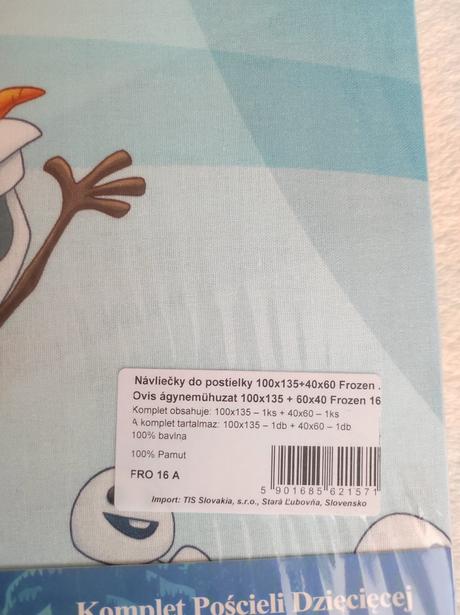 Návliečky do postielky 100x135+40x60 Frozen .
Ovis ágynemühuzat 100x135 + 60x40 Frozen 16
Komplet obsahuje: 100x135 – 1ks + 40x60 – 1ks
A komplet tartalmaz: 100x135 – 1db + 40x60 – 1db
100% bavlna
100% Pamut
FRO 16 A
5 901685 621571
Import: TIS Slovakia, s.r.o., Stará Ľubovňa, Slovensko
Komplet Pościeli Dziecięcej